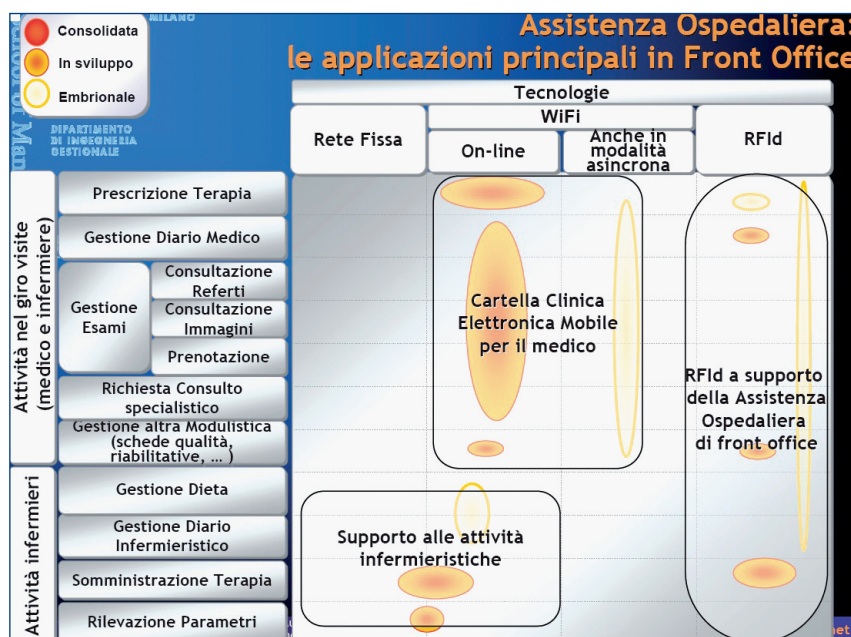 MILANO
Consolidata
In sviluppo
Embrionale
DIPARTIMENTO
DI INGEGNERIA
GESTIONALE
Assistenza Ospedaliera:
le applicazioni principali in Front Office
Tecnologie
Rete Fissa
WiFi
On-line
Anche in
modalità
asincrona
RFId
Attività nel giro visite
(medico e infermiere)
Prescrizione Terapia
Gestione Diario Medico
Gestione
Esami
Consultazione
Referti
Consultazione
Immagini
Prenotazione
Richiesta Consulto
specialistico
Gestione altra Modulistica
(schede qualità,
riabilitative, ... )
Attività infermieri
Gestione Dieta
Gestione Diario
Infermieristico
Somministrazione Terapia
Rilevazione Parametri
Cartella Clinica
Elettronica Mobile
per il medico
RFId a supporto
della Assistenza
Ospedaliera
di front office
Supporto alle attività
infermieristiche